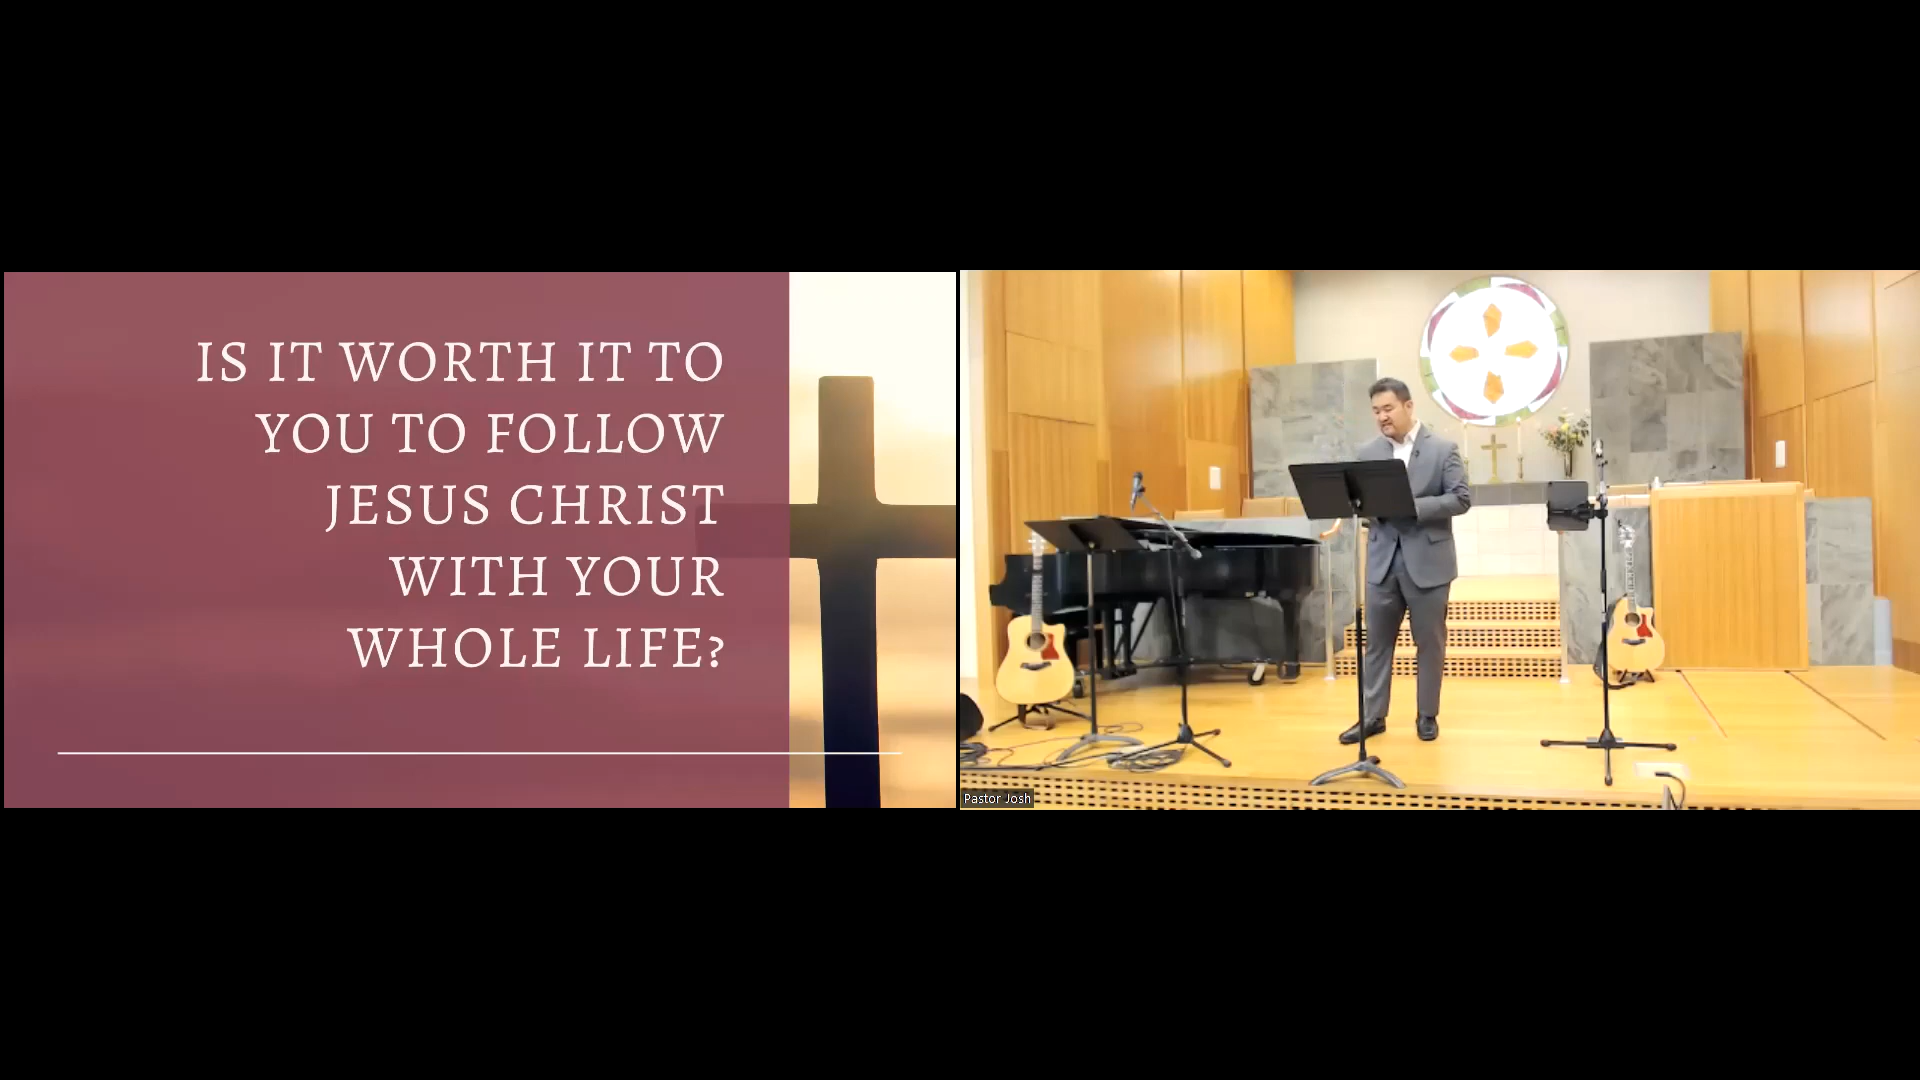 IS IT WORTH IT TO
YOU TO FOLLOW
JESUS CHRIST
WITH YOUR
WHOLE LIFE?
Pastor Josh